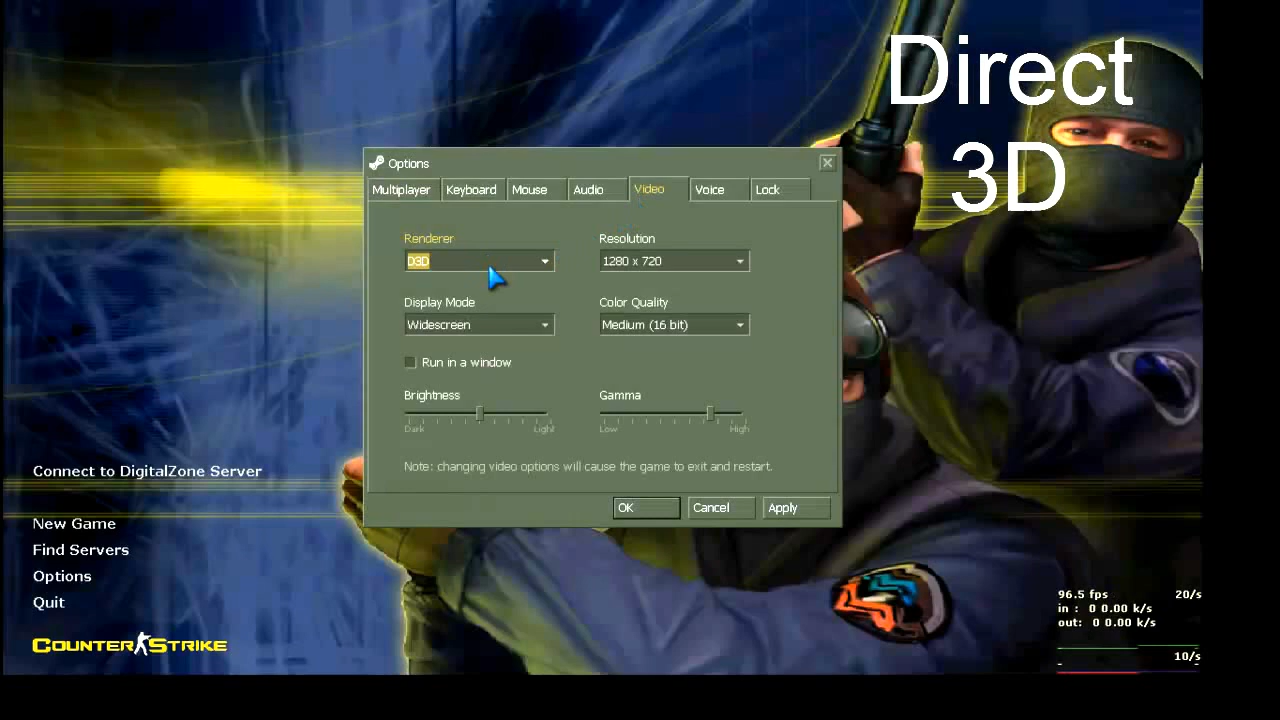 Direct
3D
Options
Multiplayer Keyboard Mouse Audio Video Voice Lock
Renderer Resolution
D3D 1280 x 720
Display Mode Color Quality
Widescreen Medium (16 bit)
Run in a window
Brightness Gamma
Dark Light Low High
Note: changing video options will cause the game to exit and restart.
OK Cancel Apply
Connect to DigitalZone Server
New Game
Find Servers
Options
Quit
COUNTER STRIKE
96.5 fps 20/s
in : 0 0.00 k/s
out: 0 0.00 k/s
10/s